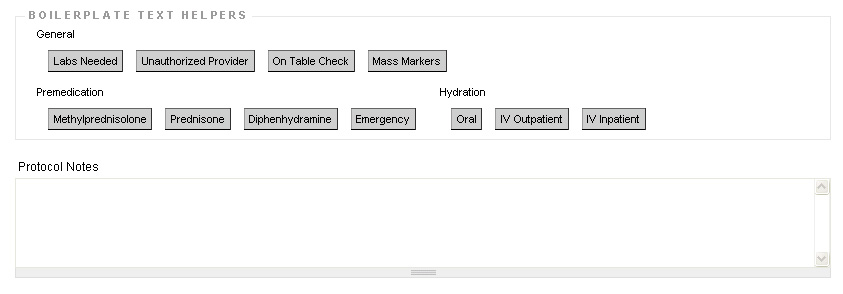 BOILERPLATE TEXT HELPERS
General
Labs Needed Unauthorized Provider On Table Check Mass Markers
Premedication Hydration
Methylprednisolone Prednisone Diphenhydramine Emergency Oral IV Outpatient IV Inpatient
Protocol Notes